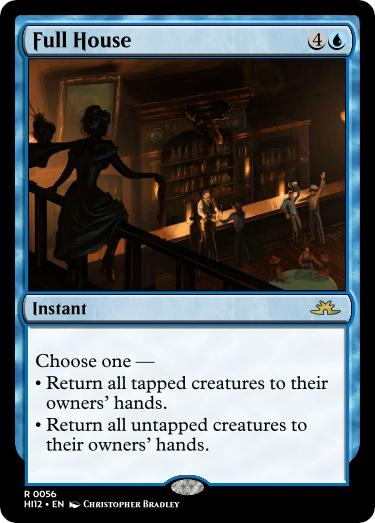 Full House 4
Instant
Choose one —
• Return all tapped creatures to their
owners' hands.
• Return all untapped creatures to
their owners' hands.
R 0056
HI12 • EN Christopher Bradley